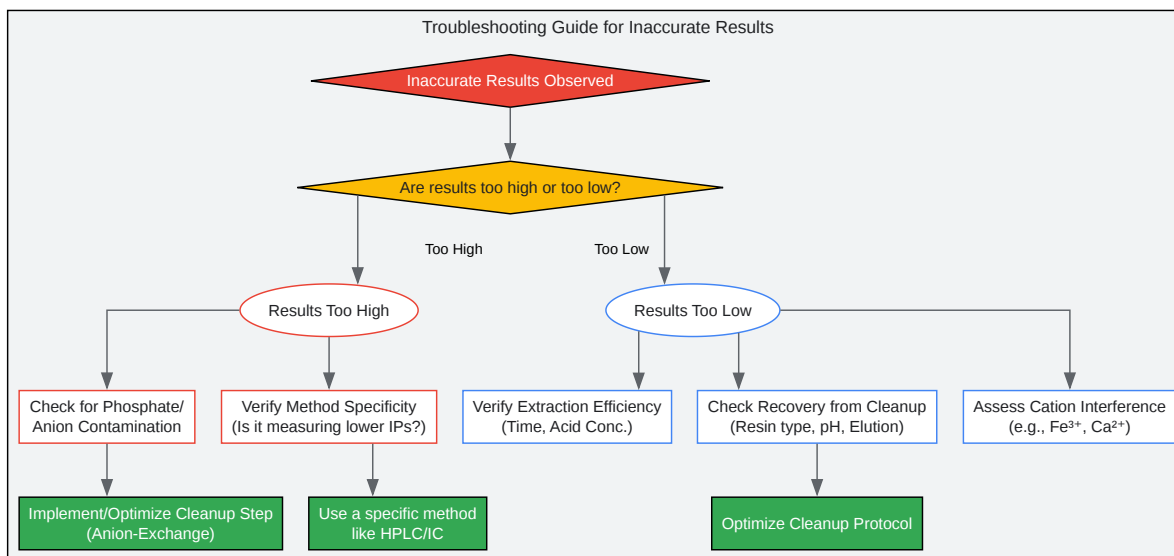 Troubleshooting Guide for Inaccurate Results
Inaccurate Results Observed
Are results too high or too low?
Too High
Too Low
Results Too High
Results Too Low
Check for Phosphate/
Anion Contamination
Verify Method Specificity
(Is it measuring lower IPs?)
Verify Extraction Efficiency
(Time, Acid Conc.)
Check Recovery from Cleanup
(Resin type, pH, Elution)
Assess Cation Interference
(e.g., Fe³⁺, Ca²⁺)
Implement/Optimize Cleanup Step
(Anion-Exchange)
Use a specific method
like HPLC/IC
Optimize Cleanup Protocol